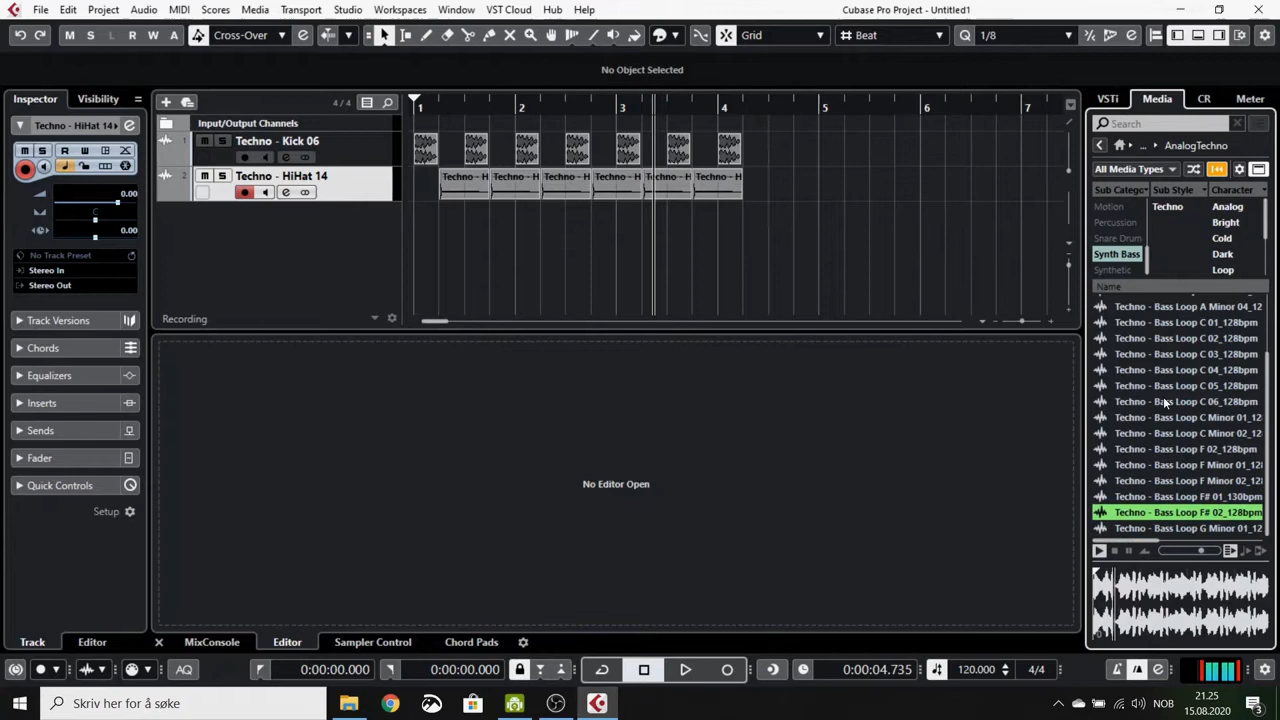 File Edit Project Audio MIDI Scores Media Transport Studio Workspaces Window VST Cloud Hub Help Cubase Pro Project - Untitled1
M S L R W A Cross-Over e Grid # Beat Q 1/8 e
No Object Selected
Inspector Visibility
4/4 1 2 3 4 5 6 7
Input/Output Channels
Techno - HiHat 14
M S R W
1 M S Techno - Kick 06
e
2 M S Techno - HiHat 14
e
Techno - H Techno - H Techno - H Techno - H Techno - H Techno - H
0.00
C
0.00
No Track Preset
Stereo In
Stereo Out
Track Versions
Chords
Equalizers
Inserts
Sends
Fader
Quick Controls
Setup
Recording
No Editor Open
VSTi Media CR Meter
Search
... AnalogTechno
All Media Types
Sub Catego Sub Style Character
Motion Techno Analog
Percussion Bright
Snare Drum Cold
Synth Bass Dark
Synthetic Loop
Name
Techno - Bass Loop A Minor 04_12
Techno - Bass Loop C 01_128bpm
Techno - Bass Loop C 02_128bpm
Techno - Bass Loop C 03_128bpm
Techno - Bass Loop C 04_128bpm
Techno - Bass Loop C 05_128bpm
Techno - Bass Loop C 06_128bpm
Techno - Bass Loop C Minor 01_12
Techno - Bass Loop C Minor 02_12
Techno - Bass Loop F 02_128bpm
Techno - Bass Loop F Minor 01_12
Techno - Bass Loop F Minor 02_12
Techno - Bass Loop F# 01_130bpm
Techno - Bass Loop F# 02_128bpm
Techno - Bass Loop G Minor 01_12
Track Editor MixConsole Editor Sampler Control Chord Pads
AQ 0:00:00.000 0:00:00.000 0:00:04.735 120.000 4/4
Skriv her for å søke NOB 21.25
15.08.2020 3